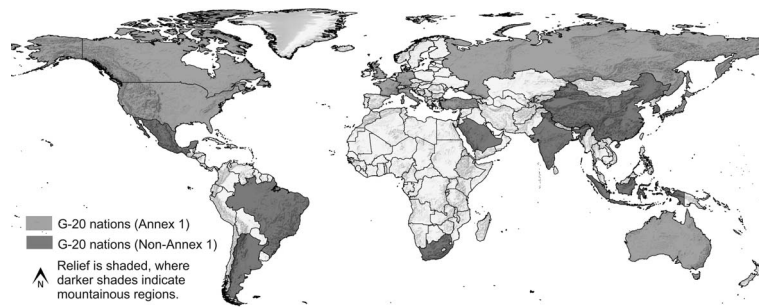 G-20 nations (Annex 1)
G-20 nations (Non-Annex 1)
Relief is shaded, where
darker shades indicate
mountainous regions.
N